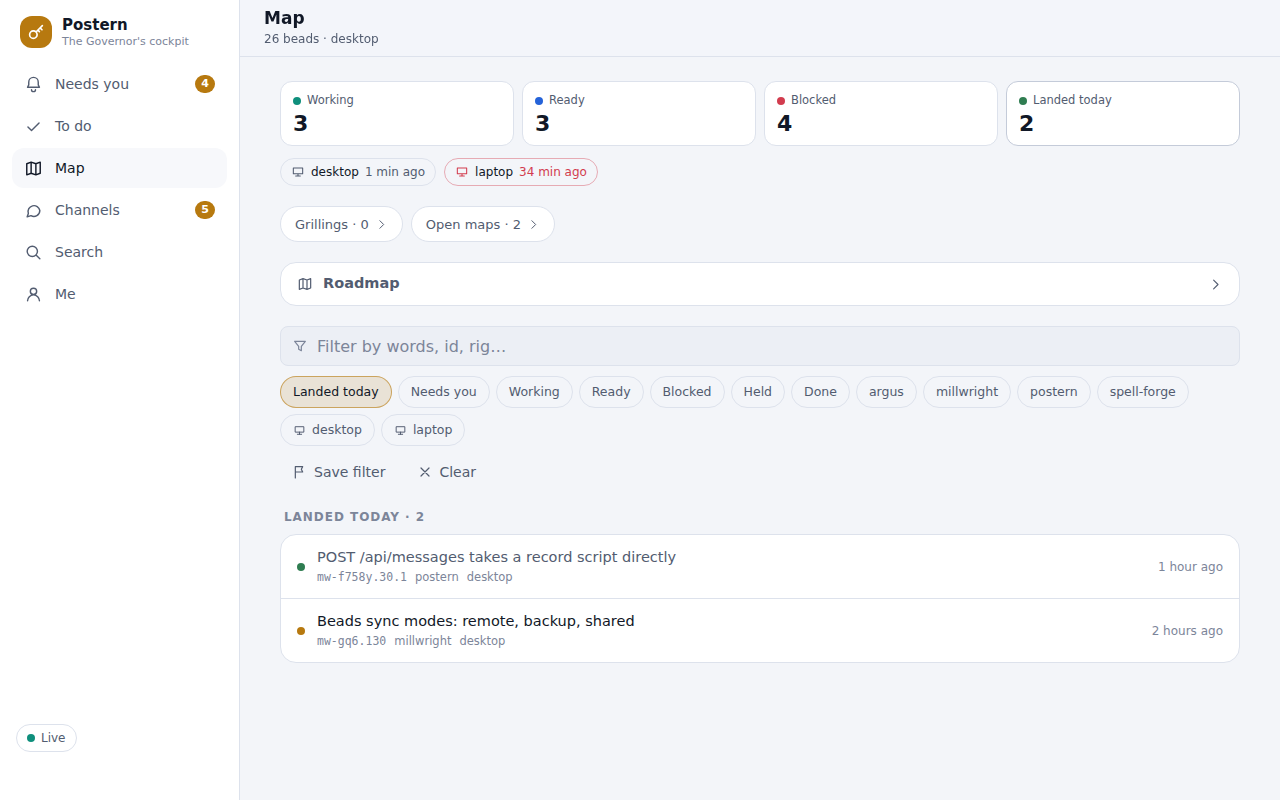 Postern
The Governor's cockpit
Needs you 4
To do
Map
Channels 5
Search
Me
Live
Map
26 beads · desktop
Working
3
Ready
3
Blocked
4
Landed today
2
desktop 1 min ago
laptop 34 min ago
Grillings · 0
Open maps · 2
Roadmap
Filter by words, id, rig…
Landed today
Needs you
Working
Ready
Blocked
Held
Done
argus
millwright
postern
spell-forge
desktop
laptop
Save filter
Clear
LANDED TODAY · 2
POST /api/messages takes a record script directly
mw-f758y.30.1 postern desktop
1 hour ago
Beads sync modes: remote, backup, shared
mw-gq6.130 millwright desktop
2 hours ago